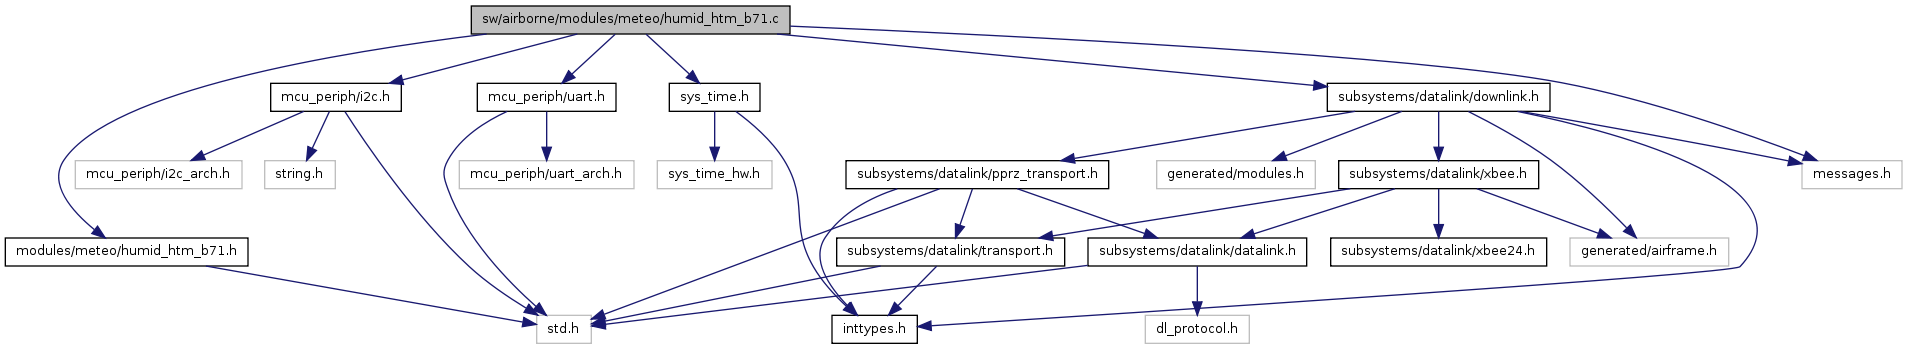 sw/airborne/modules/meteo/humid_htm_b71.c
mcu_periph/i2c.h
mcu_periph/uart.h
sys_time.h
subsystems/datalink/downlink.h
mcu_periph/i2c_arch.h
string.h
mcu_periph/uart_arch.h
sys_time_hw.h
subsystems/datalink/pprz_transport.h
generated/modules.h
subsystems/datalink/xbee.h
messages.h
modules/meteo/humid_htm_b71.h
subsystems/datalink/transport.h
subsystems/datalink/datalink.h
subsystems/datalink/xbee24.h
generated/airframe.h
std.h
inttypes.h
dl_protocol.h